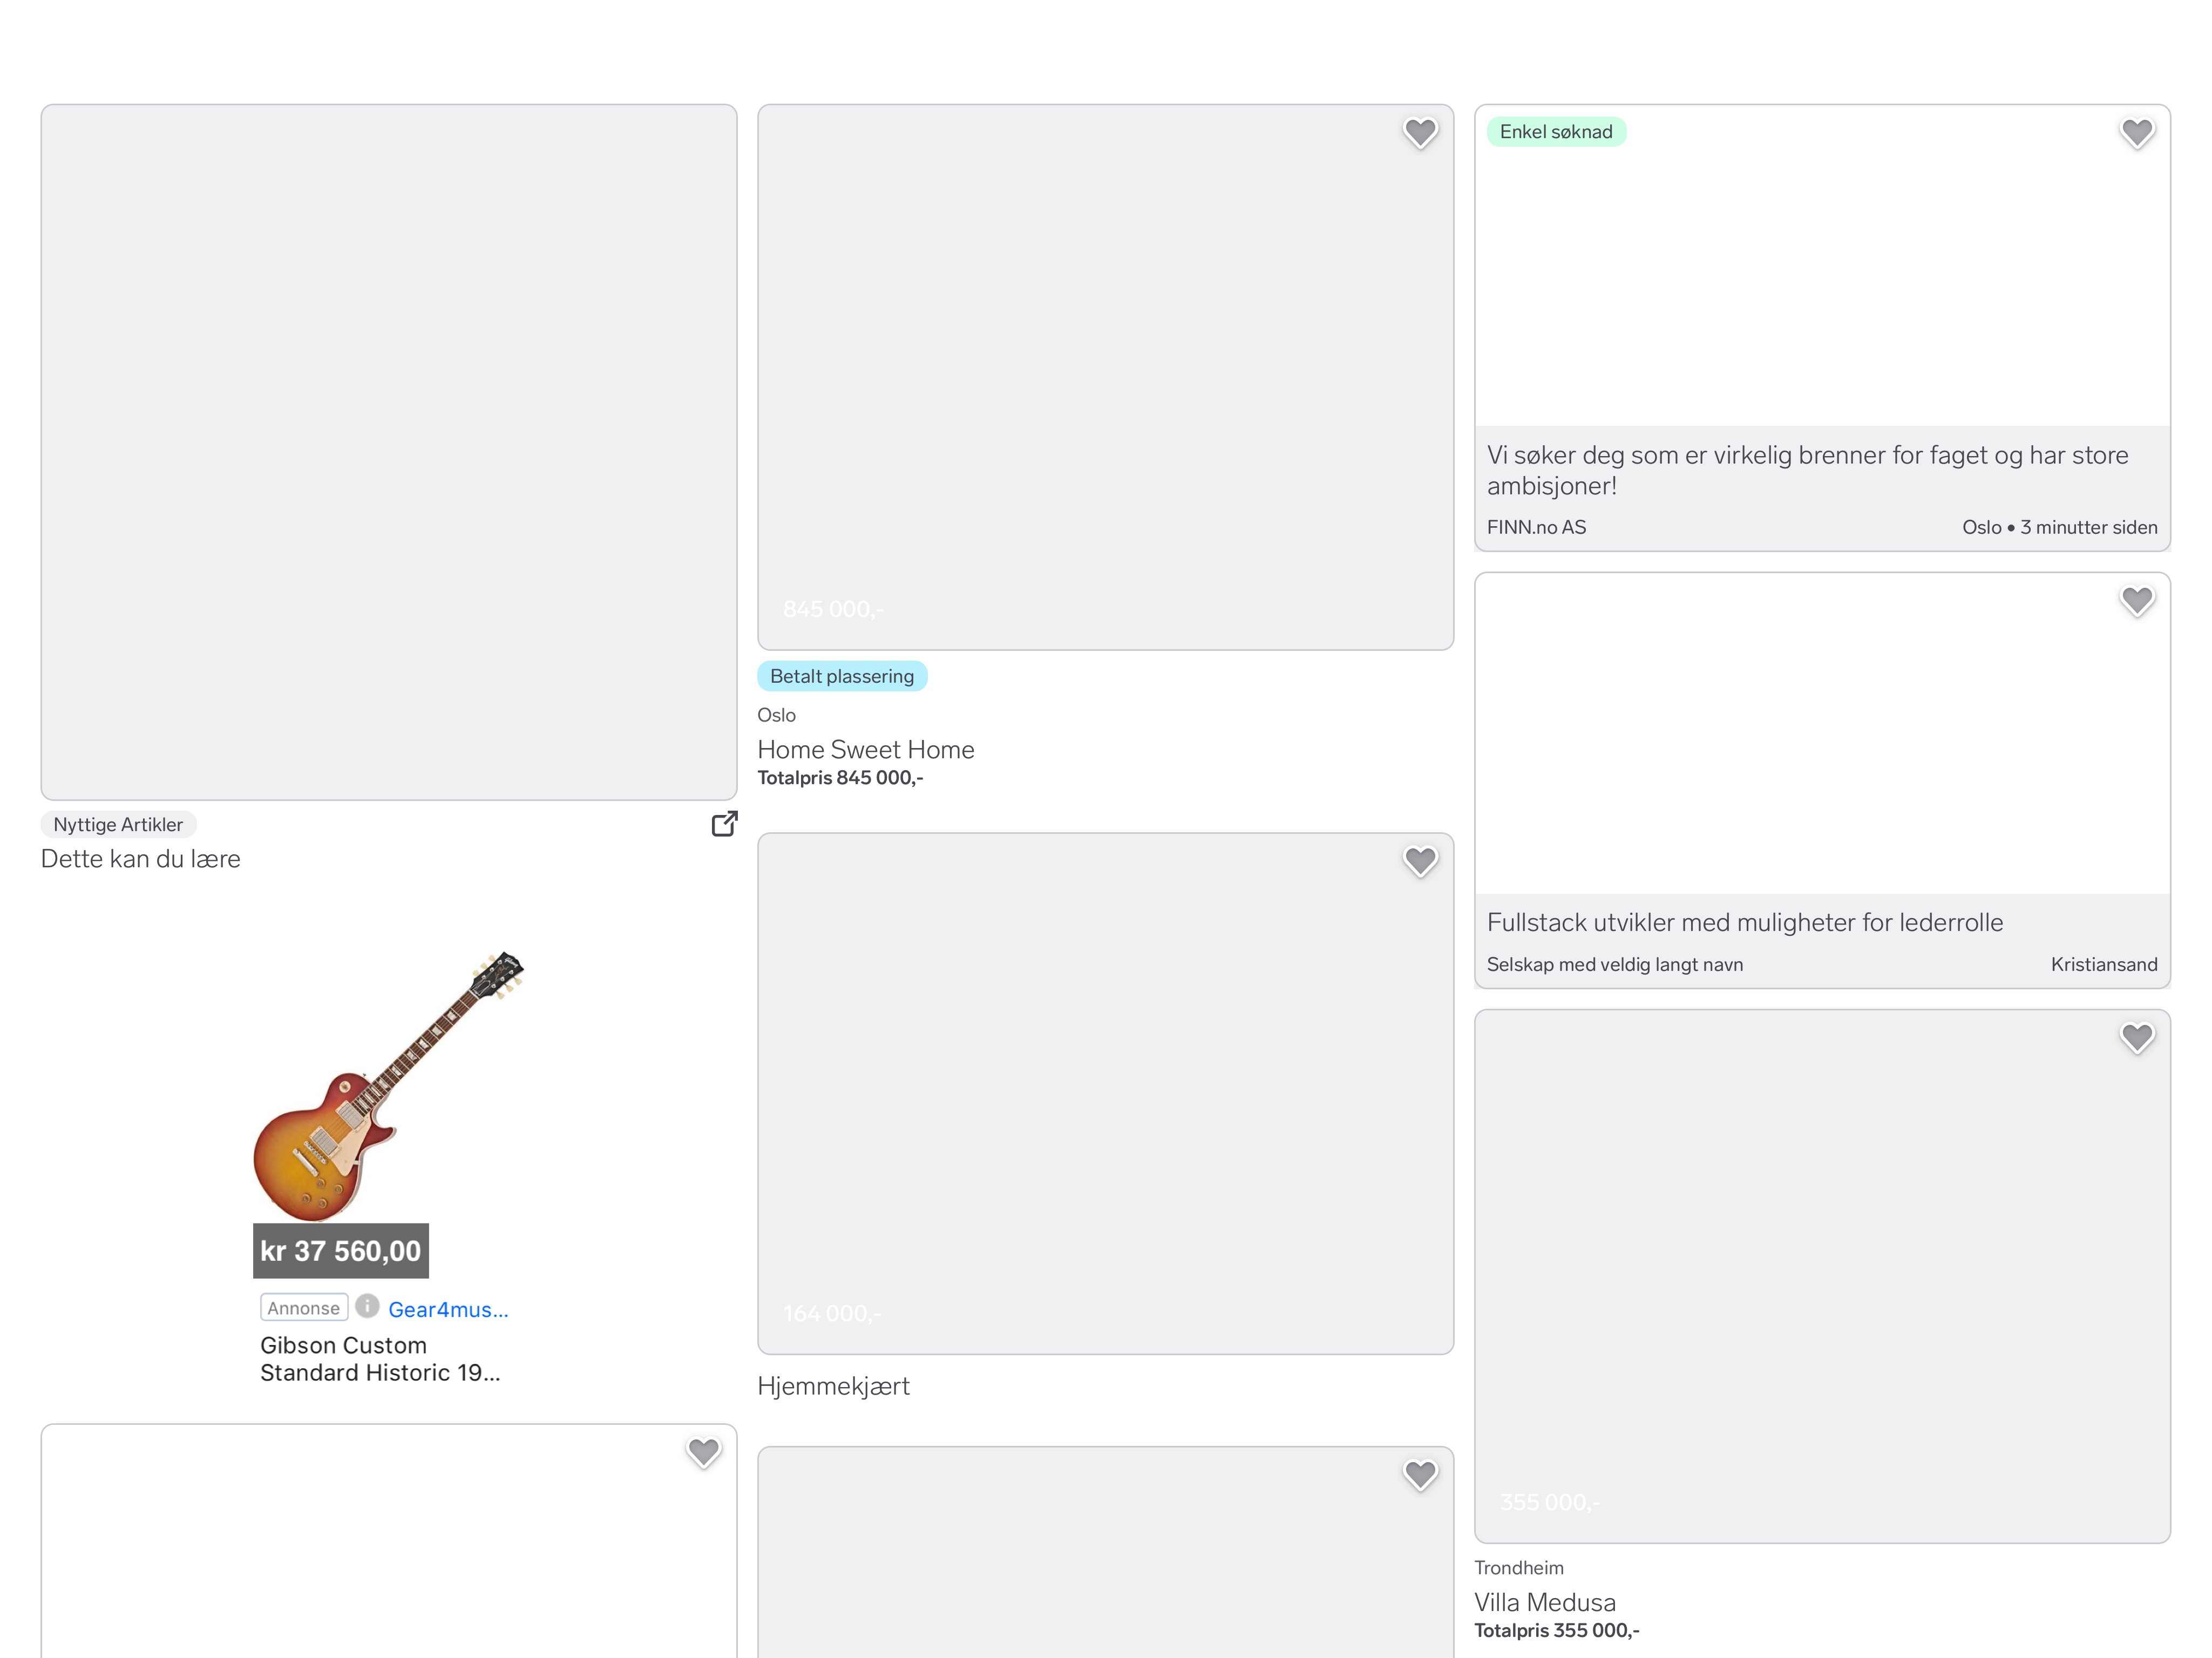 Nyttige Artikler
Dette kan du lære
kr 37 560,00
Annonse i Gear4mus...
Gibson Custom
Standard Historic 19...
845 000,-
Betalt plassering
Oslo
Home Sweet Home
Totalpris 845 000,-
164 000,-
Hjemmekjært
Enkel søknad
Vi søker deg som er virkelig brenner for faget og har store
ambisjoner!
FINN.no AS
Oslo • 3 minutter siden
Fullstack utvikler med muligheter for lederrolle
Selskap med veldig langt navn
Kristiansand
355 000,-
Trondheim
Villa Medusa
Totalpris 355 000,-